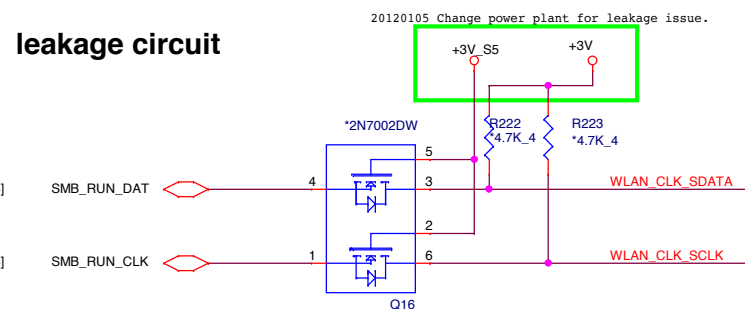 20120105 Change power plant for leakage issue.
leakage circuit
+3V_S5
+3V
*2N7002DW
R222
*4.7K_4
R223
*4.7K_4
5
]
SMB_RUN_DAT
4
3
WLAN_CLK_SDATA
2
]
SMB_RUN_CLK
1
6
WLAN_CLK_SCLK
Q16